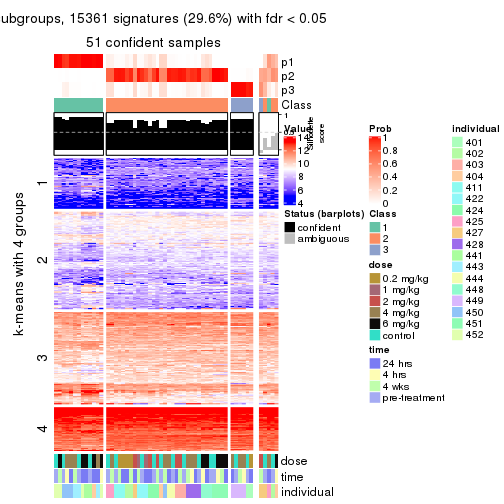 ubgroups, 15361 signatures (29.6%) with fdr < 0.05
51 confident samples
p1
p2
p3
Class
1
0.5
Silhouette
score
k-means with 4 groups
1
2
3
4
dose
time
individual
Value
14
12
10
8
6
4
Status (barplots)
confident
ambiguous
dose
0.2 mg/kg
1 mg/kg
2 mg/kg
4 mg/kg
6 mg/kg
control
time
24 hrs
4 hrs
4 wks
pre-treatment
Prob
1
0.8
0.6
0.4
0.2
0
Class
1
2
3
individual
401
402
403
404
411
422
424
425
427
428
441
443
444
448
449
450
451
452